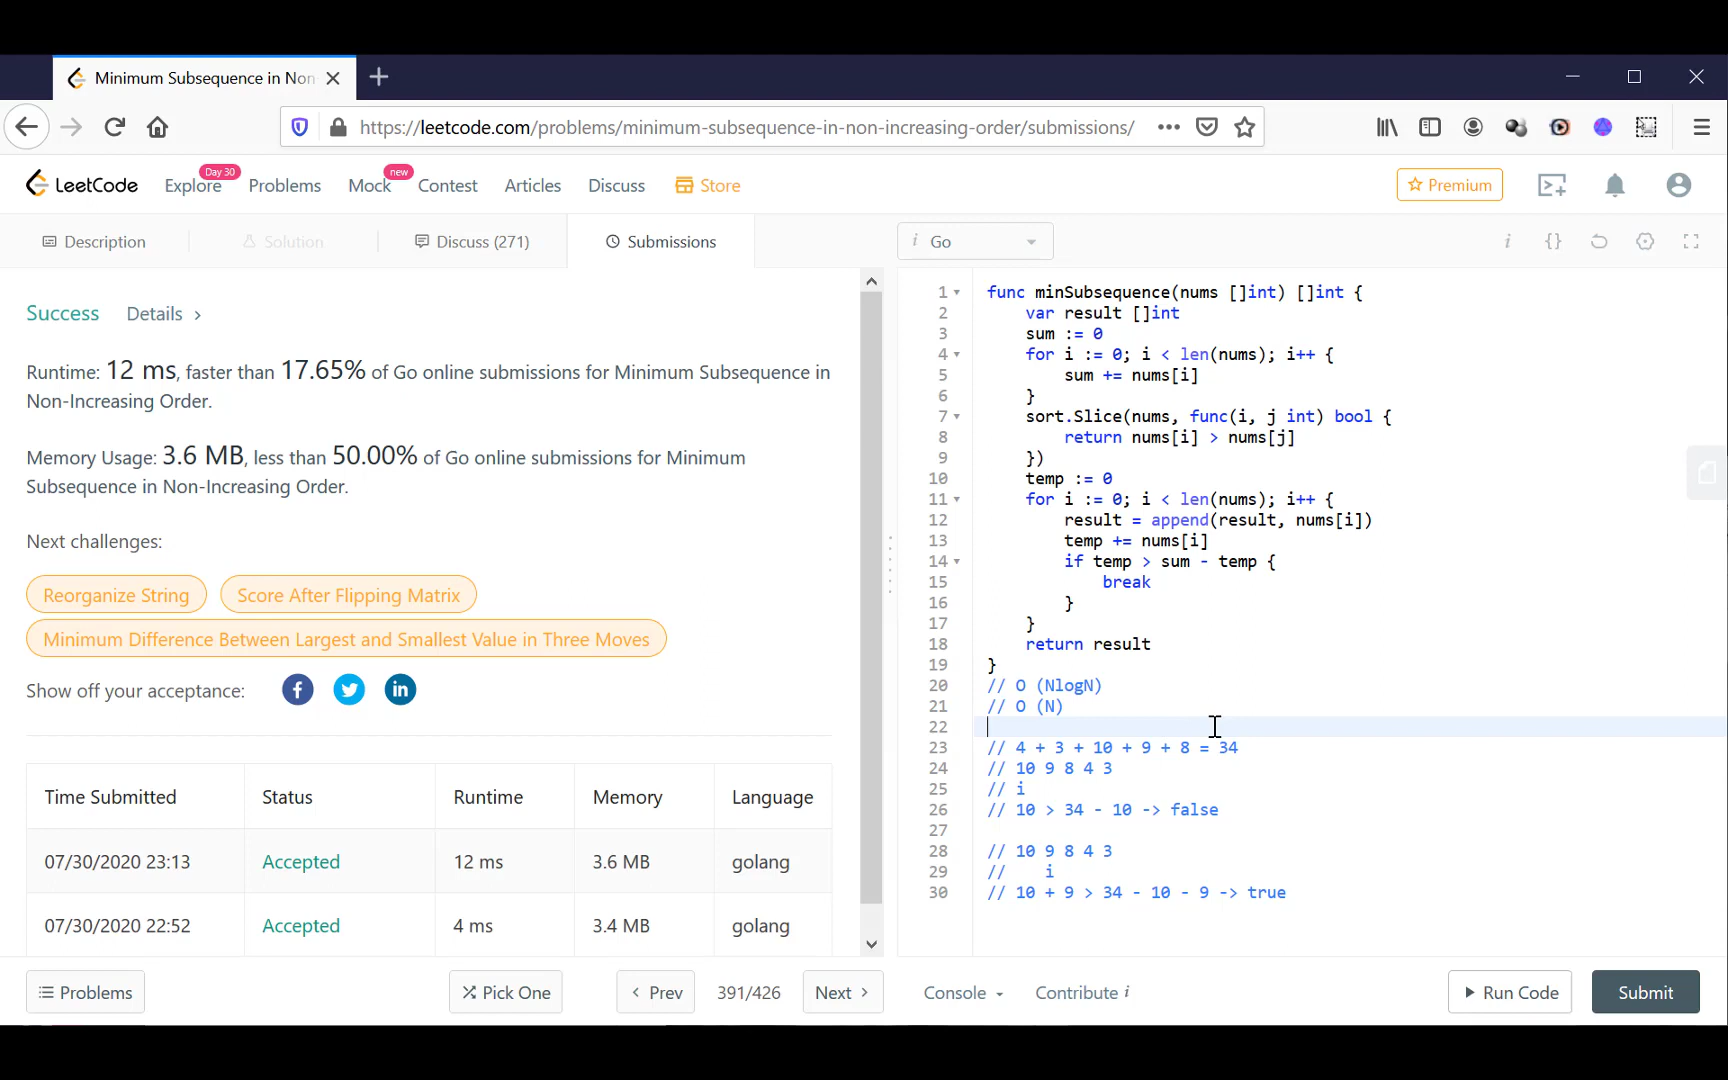 Minimum Subsequence in Non
https://leetcode.com/problems/minimum-subsequence-in-non-increasing-order/submissions/
LeetCode
Explore
Day 30
Problems
Mock
new
Contest
Articles
Discuss
Store
Premium
Description
Solution
Discuss (271)
Submissions
i Go
Success
Details >
Runtime: 12 ms, faster than 17.65% of Go online submissions for Minimum Subsequence in
Non-Increasing Order.
Memory Usage: 3.6 MB, less than 50.00% of Go online submissions for Minimum
Subsequence in Non-Increasing Order.
Next challenges:
Reorganize String
Score After Flipping Matrix
Minimum Difference Between Largest and Smallest Value in Three Moves
Show off your acceptance:
Time Submitted Status Runtime Memory Language
07/30/2020 23:13 Accepted 12 ms 3.6 MB golang
07/30/2020 22:52 Accepted 4 ms 3.4 MB golang
1 func minSubsequence(nums []int) []int {
2 var result []int
3 sum := 0
4 for i := 0; i < len(nums); i++ {
5 sum += nums[i]
6 }
7 sort.Slice(nums, func(i, j int) bool {
8 return nums[i] > nums[j]
9 })
10 temp := 0
11 for i := 0; i < len(nums); i++ {
12 result = append(result, nums[i])
13 temp += nums[i]
14 if temp > sum - temp {
15 break
16 }
17 }
18 return result
19 }
20 // O (NlogN)
21 // O (N)
22
23 // 4 + 3 + 10 + 9 + 8 = 34
24 // 10 9 8 4 3
25 // i
26 // 10 > 34 - 10 -> false
27
28 // 10 9 8 4 3
29 // i
30 // 10 + 9 > 34 - 10 - 9 -> true
Problems
Pick One
< Prev
391/426
Next >
Console
Contribute i
Run Code
Submit